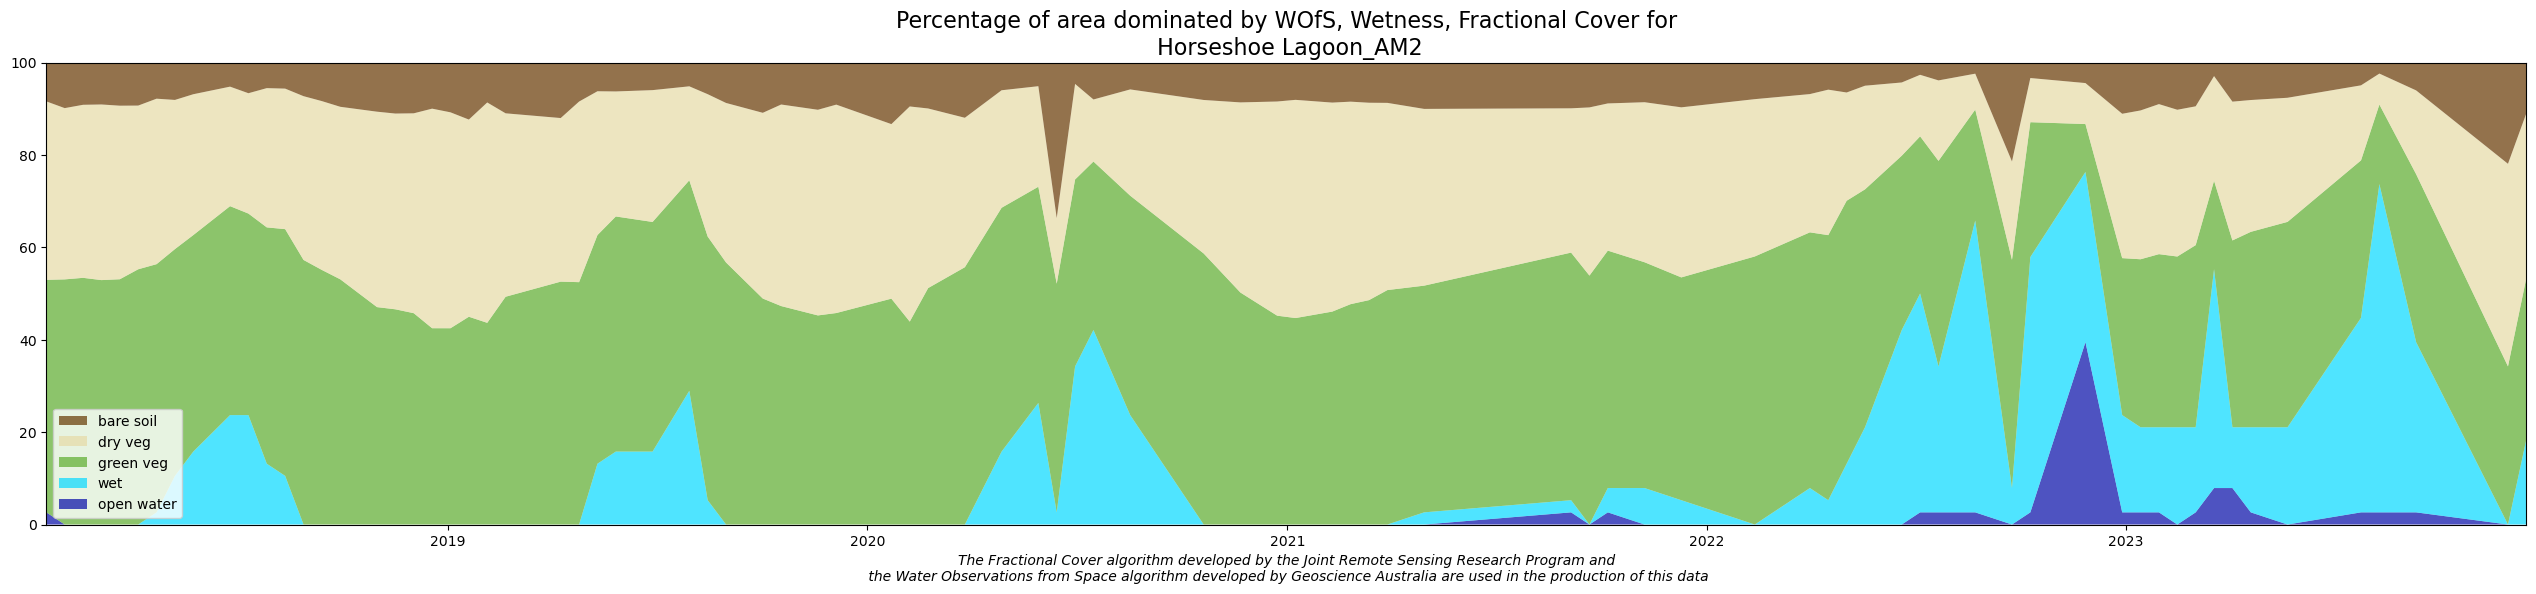 Percentage of area dominated by WOfS, Wetness, Fractional Cover for
Horseshoe Lagoon_AM2
100
80
60
40
20
0
bare soil
dry veg
green veg
wet
open water
2019 2020 2021 2022 2023
The Fractional Cover algorithm developed by the Joint Remote Sensing Research Program and
the Water Observations from Space algorithm developed by Geoscience Australia are used in the production of this data